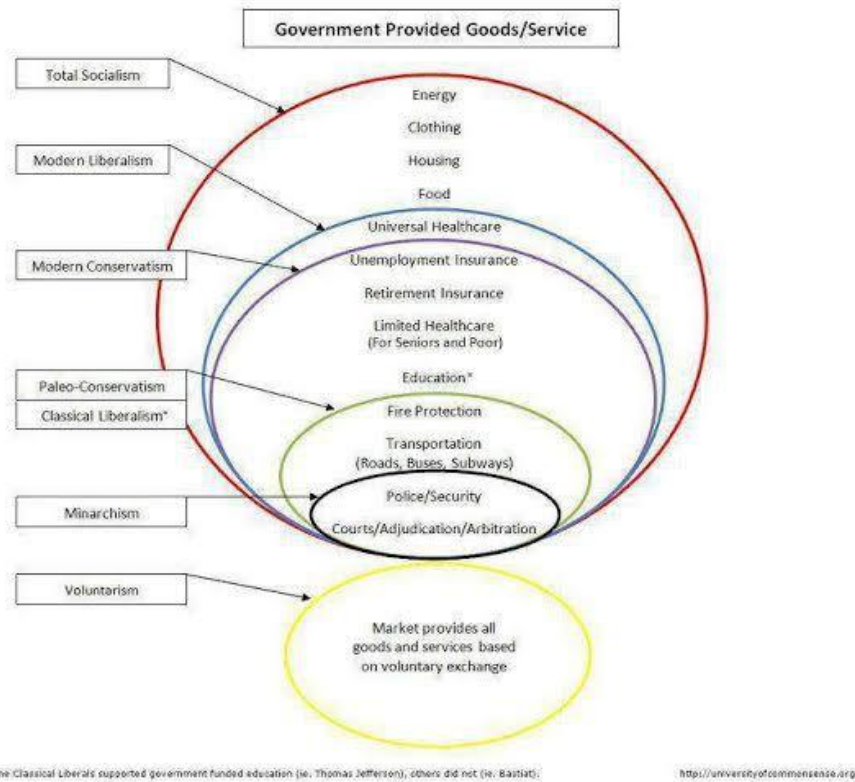 Government Provided Goods/Service
Total Socialism
Energy
Clothing
Modern Liberalism
Housing
Food
Universal Healthcare
Modern Conservatism
Unemployment Insurance
Retirement Insurance
Limited Healthcare
(For Seniors and Poor)
Education*
Paleo-Conservatism
Classical Liberalism*
Fire Protection
Transportation
(Roads, Buses, Subways)
Minarchism
Police/Security
Courts/Adjudication/Arbitration
Voluntarism
Market provides all
goods and services based
on voluntary exchange
Classical Liberals supported government funded education (ie. Thomas Jefferson), others did not (ie. Bastiat).
http://universityofcommonsense.org